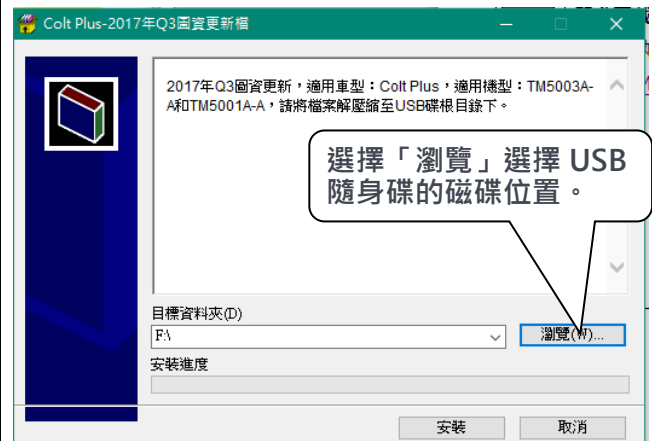 Colt Plus-2017年Q3圖資更新檔
2017年Q3圖資更新，適用車型：Colt Plus，適用機型：TM5003A-
A和TM5001A-A，請將檔案解壓縮至USB碟根目錄下。
選擇「瀏覽」選擇 USB
隨身碟的磁碟位置。
目標資料夾(D)
F:\
瀏覽(W)...
安裝進度
安裝
取消